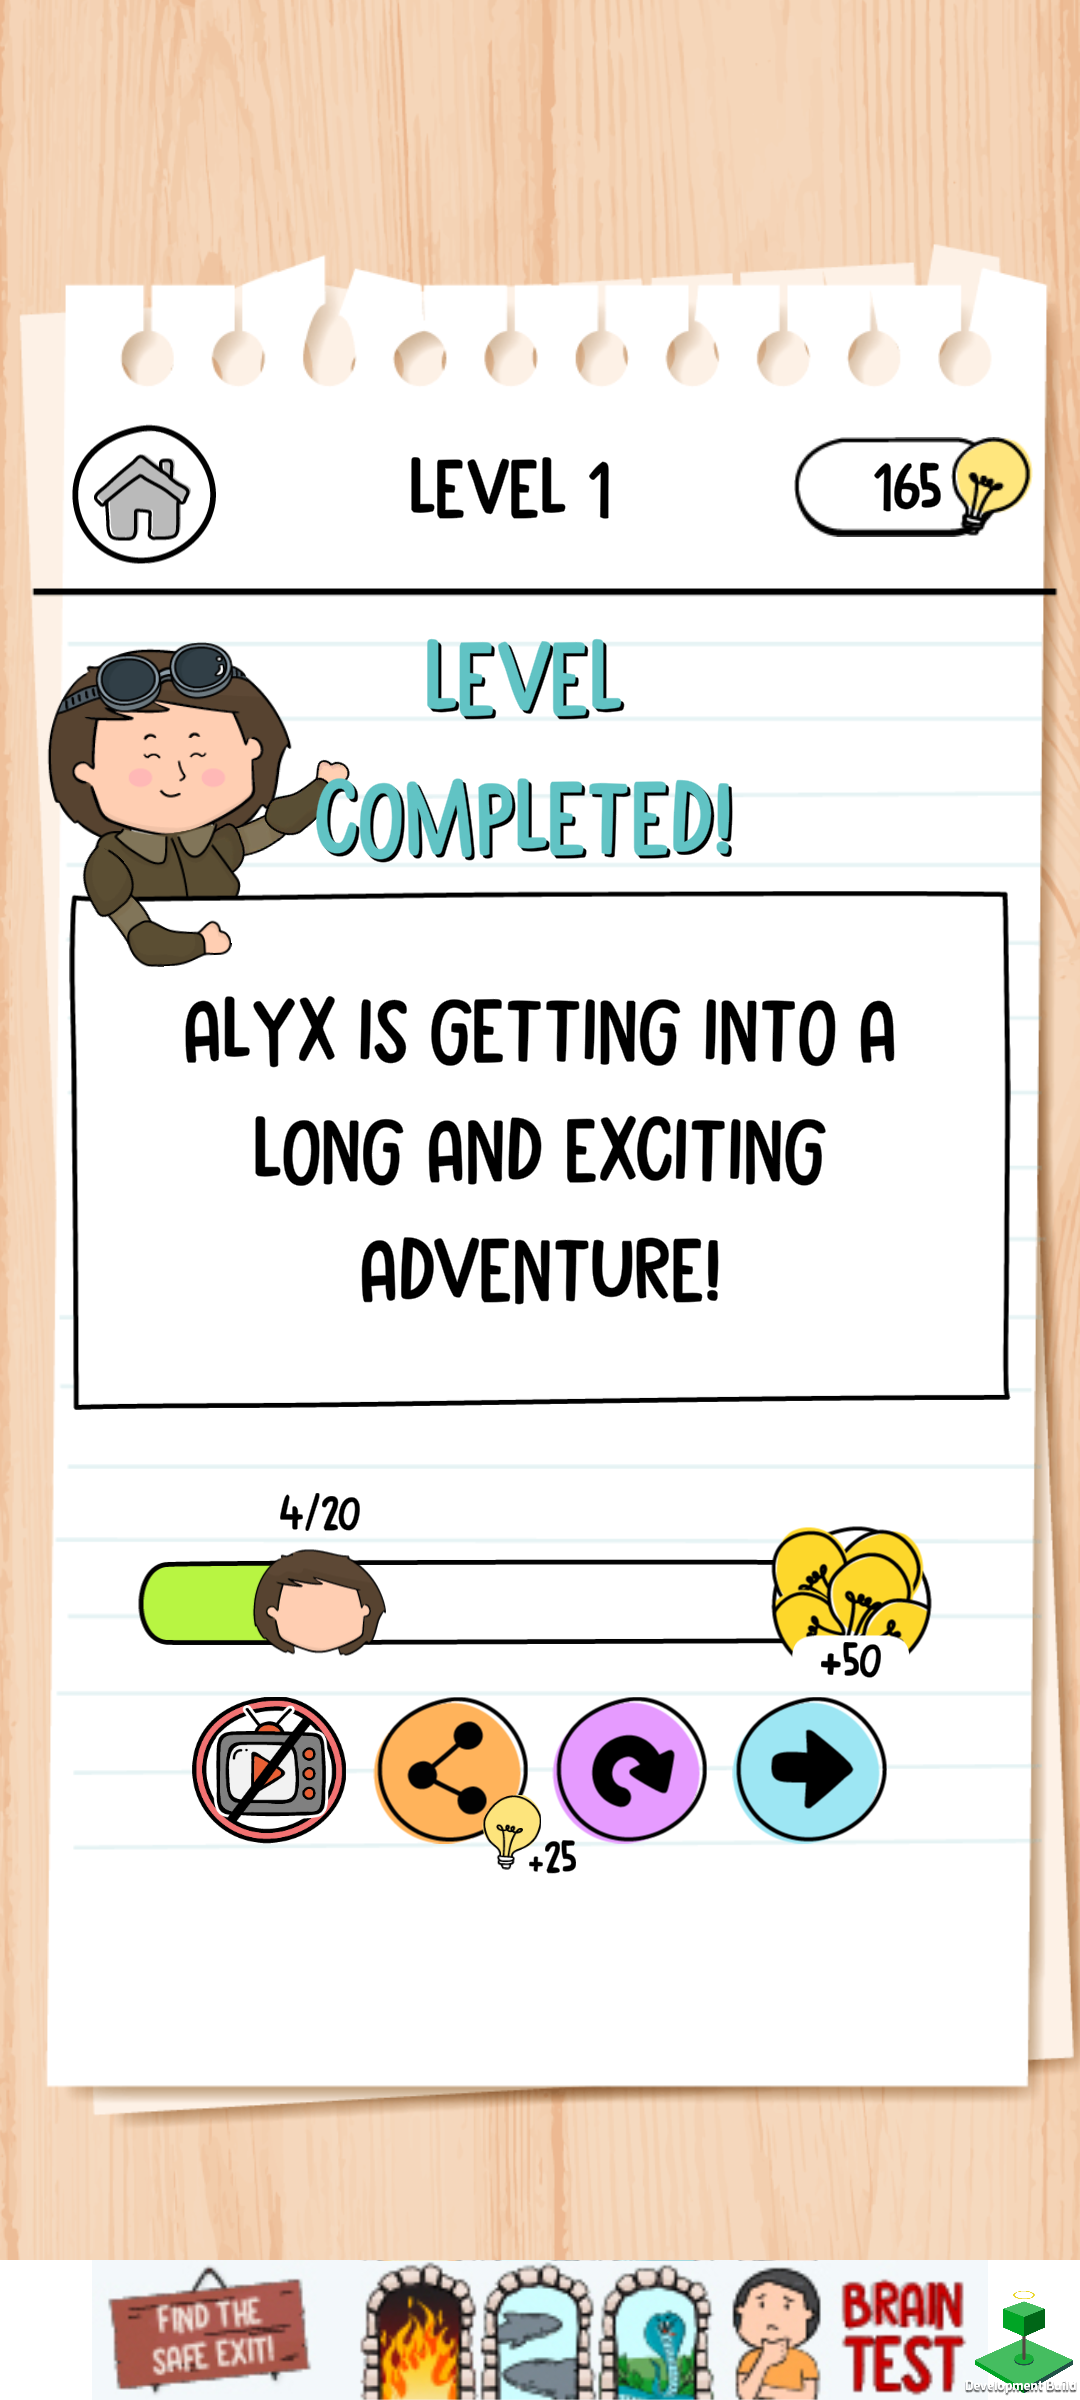 LEVEL 1
165
LEVEL
COMPLETED!
ALYX IS GETTING INTO A
LONG AND EXCITING
ADVENTURE!
4/20
+50
+25
FIND THE
SAFE EXIT!
BRAIN
TEST
Development Build